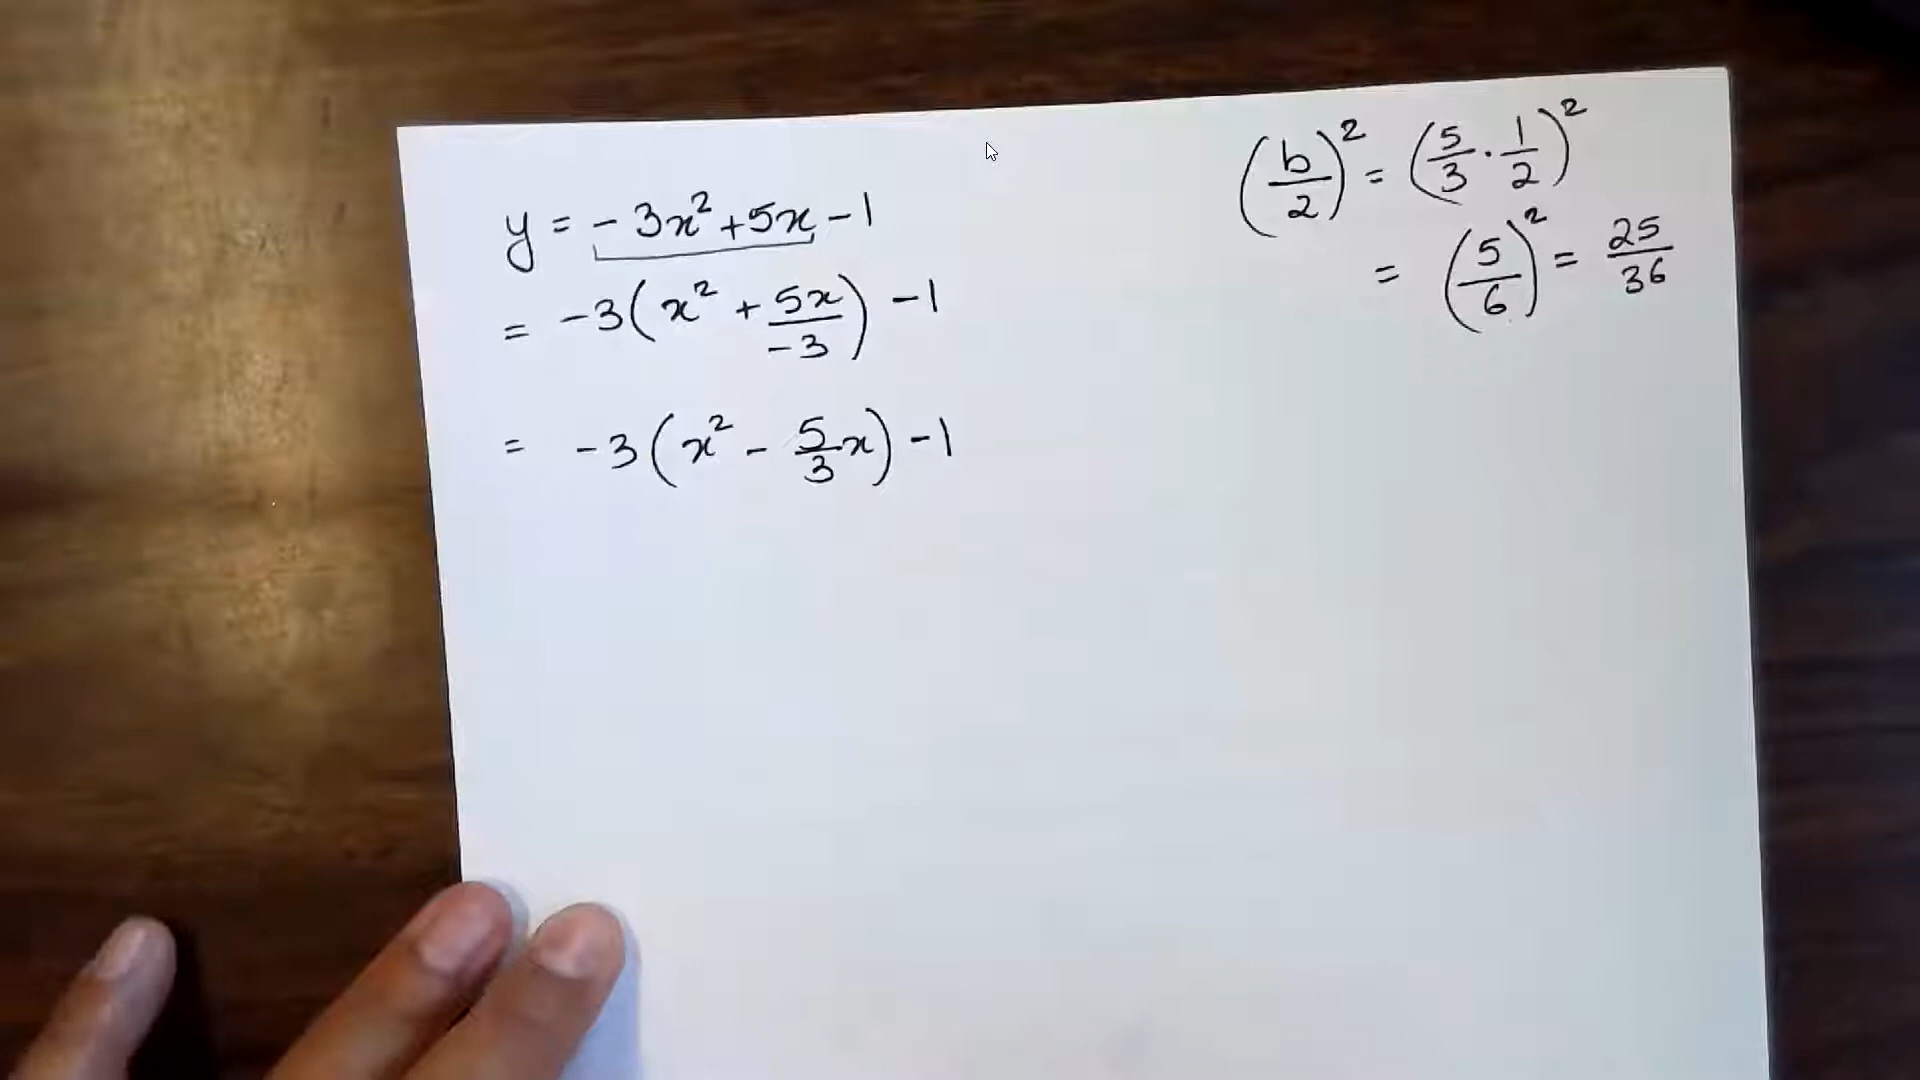 y = -3x² + 5x - 1
= -3(x² + 5x/-3) - 1
= -3(x² - 5/3 x) - 1
(b/2)² = (5/3 · 1/2)²
= (5/6)² = 25/36